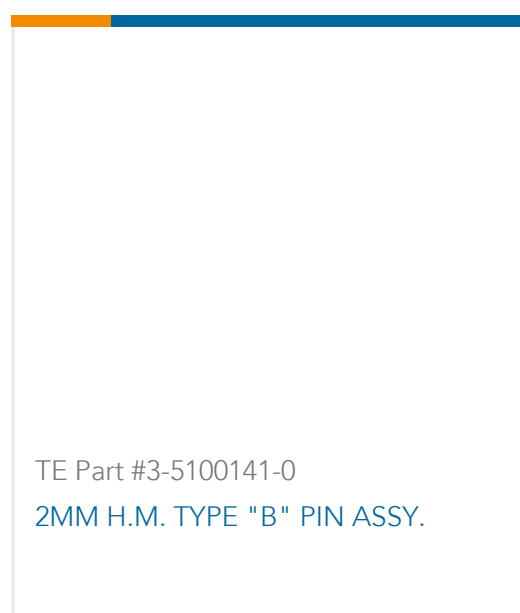 TE Part #3-5100141-0
2MM H.M. TYPE "B" PIN ASSY.